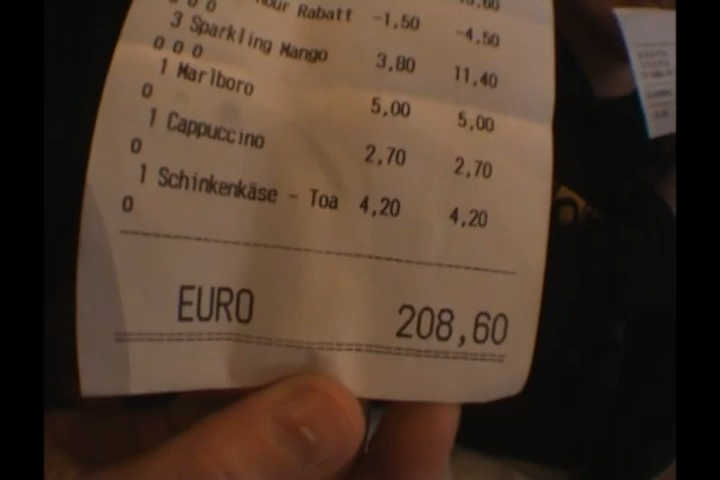 our Rabatt -1,50 -4,50
3 Sparkling Mango 3,80 11,40
0 0 0
1 Marlboro 5,00 5,00
0
1 Cappuccino 2,70 2,70
0
1 Schinkenkäse - Toa 4,20 4,20
0
EURO 208,60